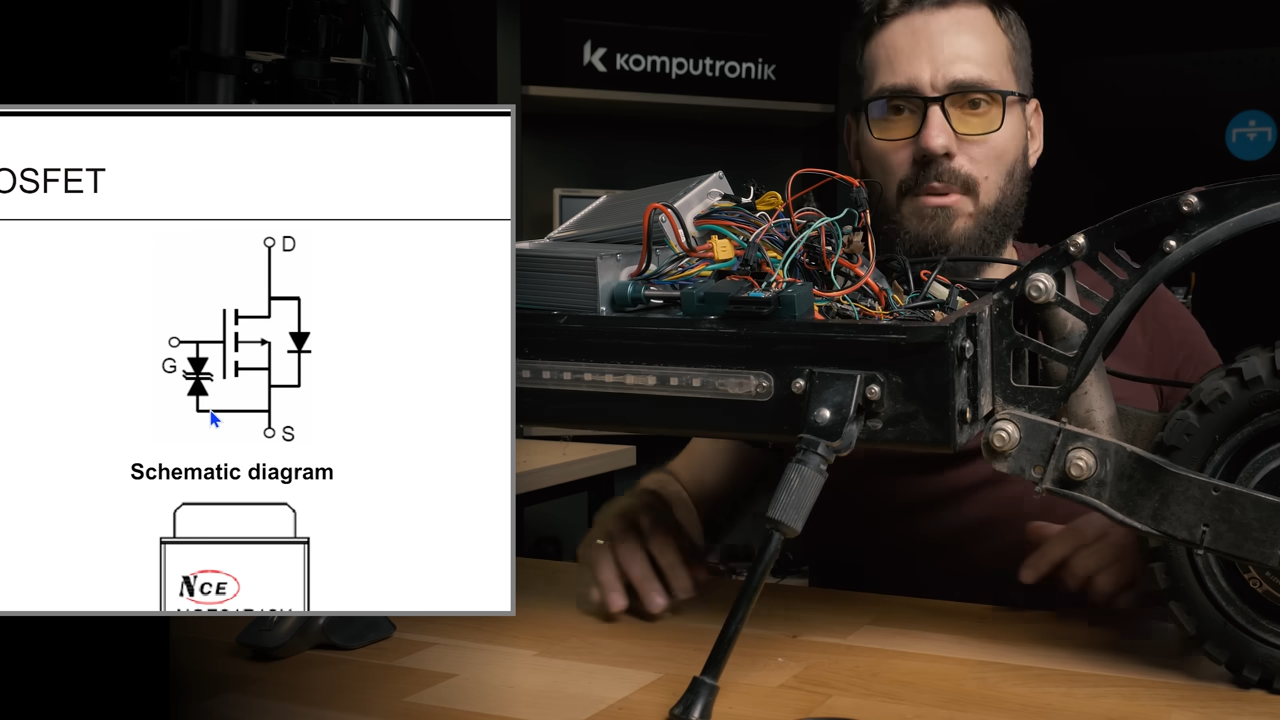 komputronik
OSFET
D
G
S
Schematic diagram
NCE